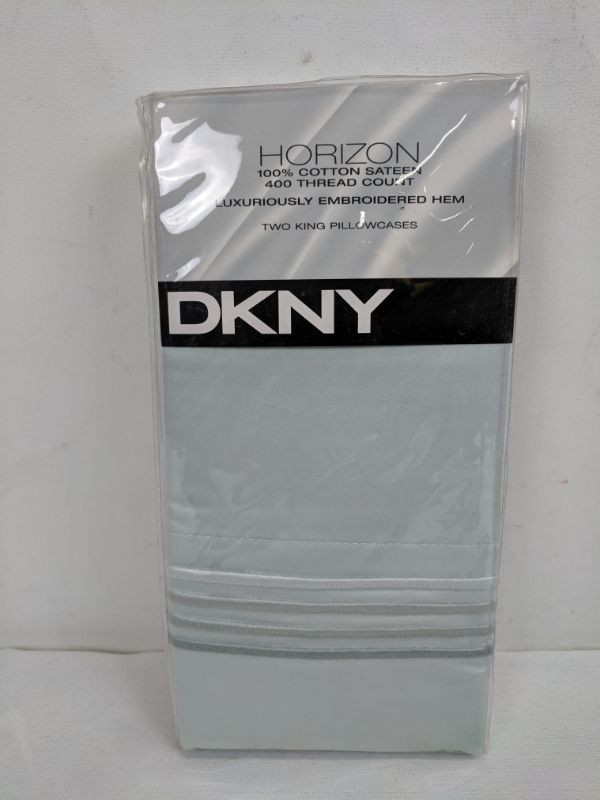 HORIZON
100% COTTON SATEEN
400 THREAD COUNT
LUXURIOUSLY EMBROIDERED HEM
TWO KING PILLOWCASES
DKNY